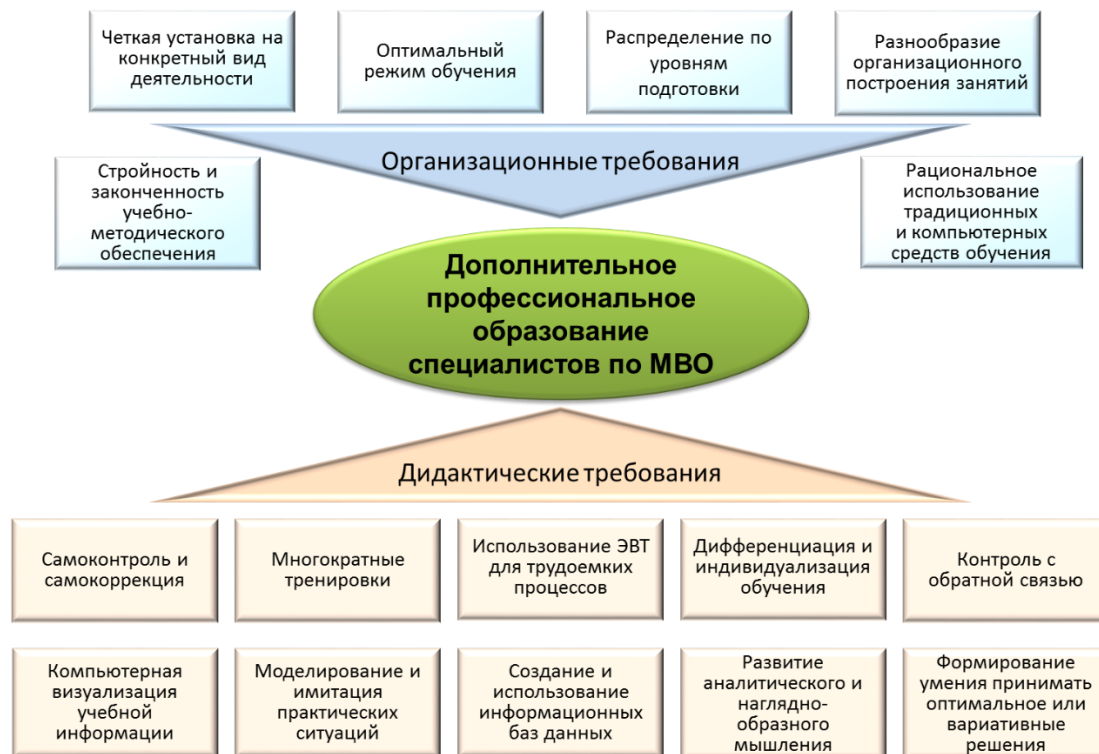 Четкая установка на
конкретный вид
деятельности
Оптимальный
режим обучения
Распределение по
уровням
подготовки
Разнообразие
организационного
построения занятий
Организационные требования
Стройность и
законченность
учебно-
методического
обеспечения
Рациональное
использование
традиционных
и компьютерных
средств обучения
Дополнительное
профессиональное
образование
специалистов по МВО
Дидактические требования
Самоконтроль и
самокоррекция
Многократные
тренировки
Использование ЭВТ
для трудоемких
процессов
Дифференциация и
индивидуализация
обучения
Контроль с
обратной связью
Компьютерная
визуализация
учебной
информации
Моделирование и
имитация
практических
ситуаций
Создание и
использование
информационных
баз данных
Развитие
аналитического и
наглядно-
образного
мышления
Формирование
умения принимать
оптимальное или
вариативные
решения